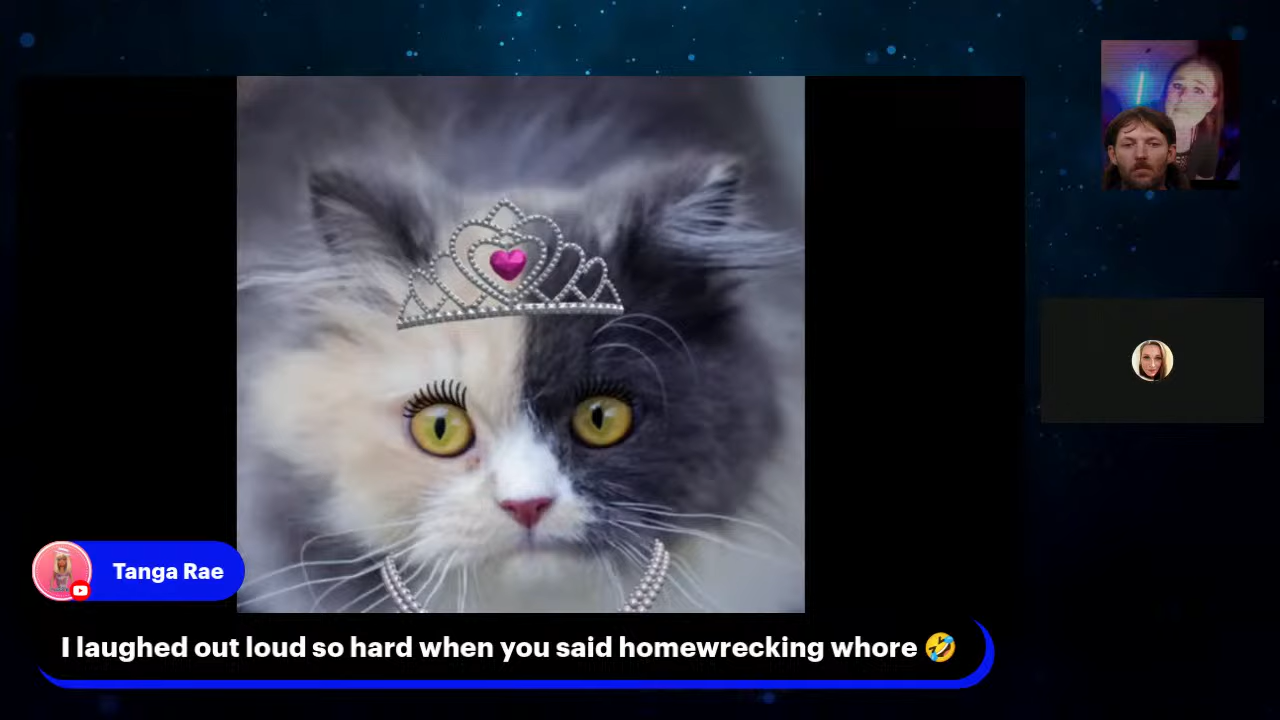 Tanga Rae
I laughed out loud so hard when you said homewrecking whore 🤣